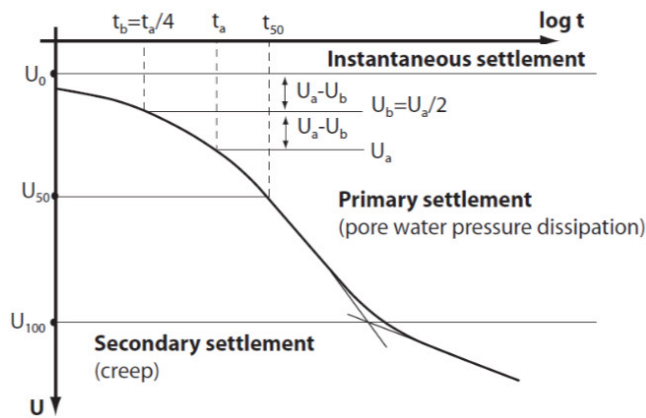 t_b=t_a/4 t_a t_50 log t
Instantaneous settlement
U_0
U_a-U_b
U_b=U_a/2
U_a-U_b
U_a
U_50
Primary settlement
(pore water pressure dissipation)
U_100
Secondary settlement
(creep)
U